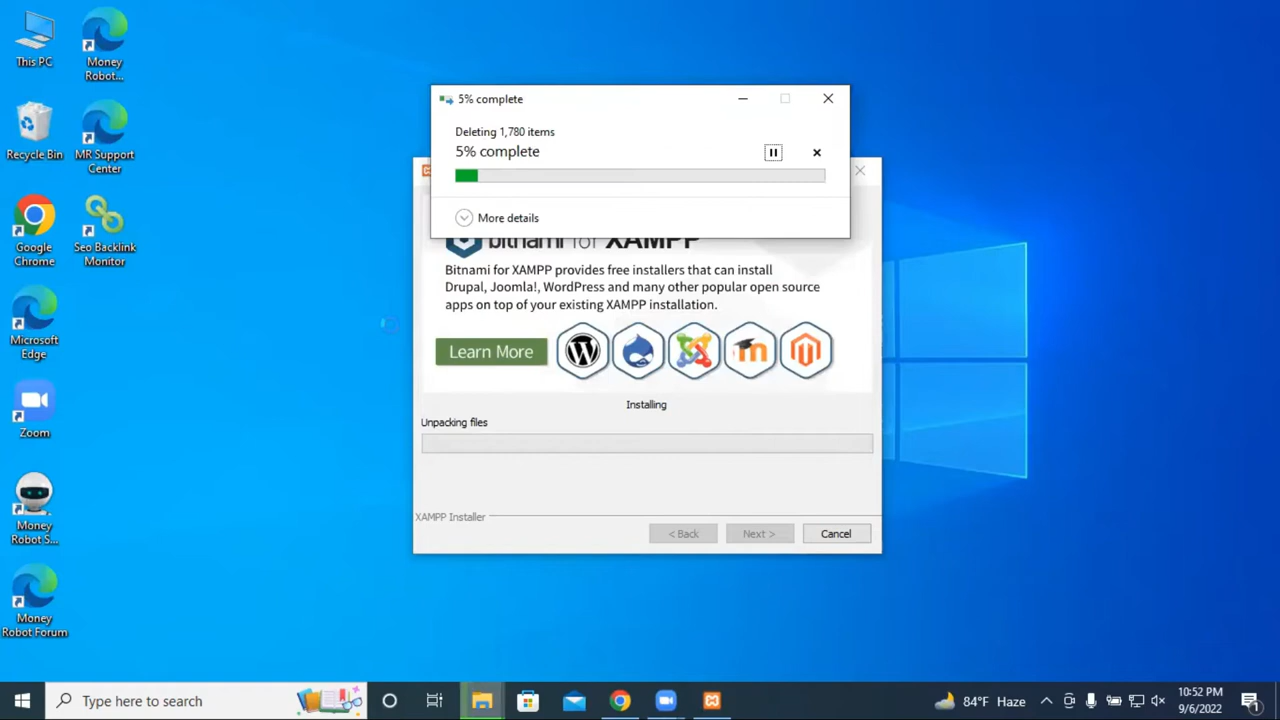 This PC
Money
Robot...
Recycle Bin
MR Support
Center
Google
Chrome
Seo Backlink
Monitor
Microsoft
Edge
Zoom
Money
Robot S...
Money
Robot Forum
5% complete
Deleting 1,780 items
5% complete
More details
bitnami for XAMPP
Bitnami for XAMPP provides free installers that can install
Drupal, Joomla!, WordPress and many other popular open source
apps on top of your existing XAMPP installation.
Learn More
Installing
Unpacking files
XAMPP Installer
< Back
Next >
Cancel
Type here to search
84°F Haze
10:52 PM
9/6/2022
1